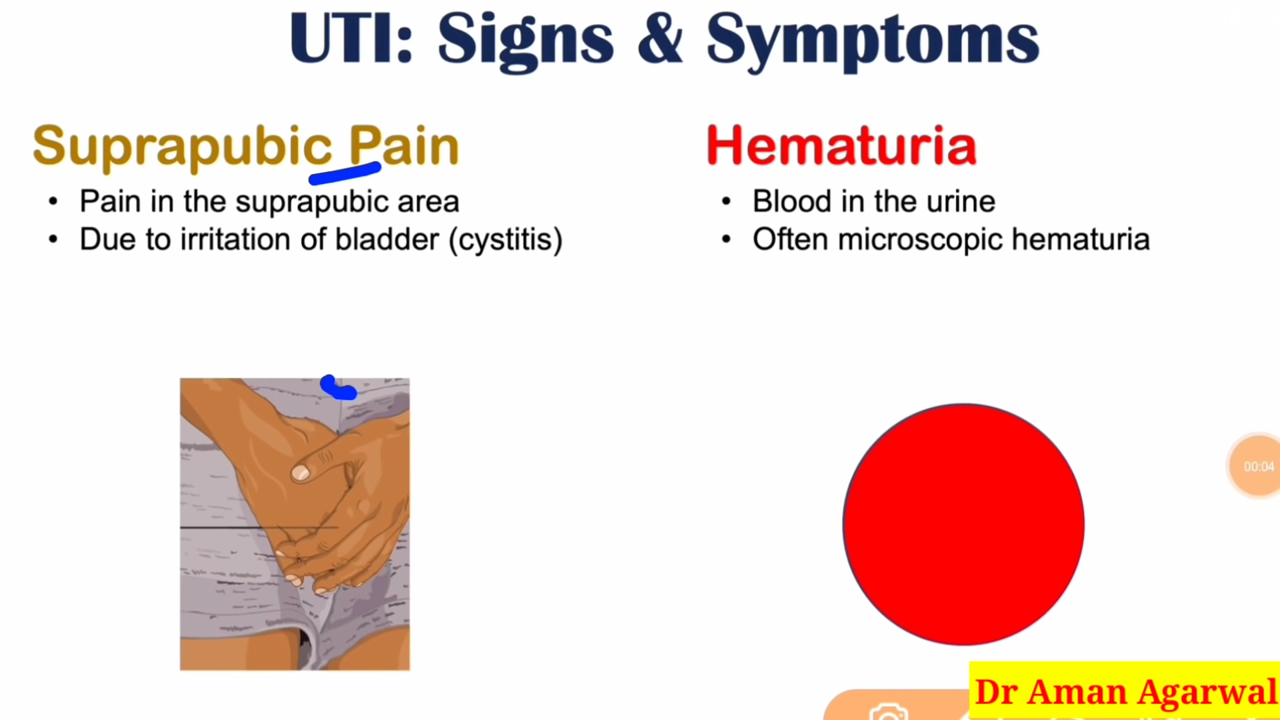 UTI: Signs & Symptoms
Suprapubic Pain
• Pain in the suprapubic area
• Due to irritation of bladder (cystitis)
Hematuria
• Blood in the urine
• Often microscopic hematuria
00:04
Dr Aman Agarwal